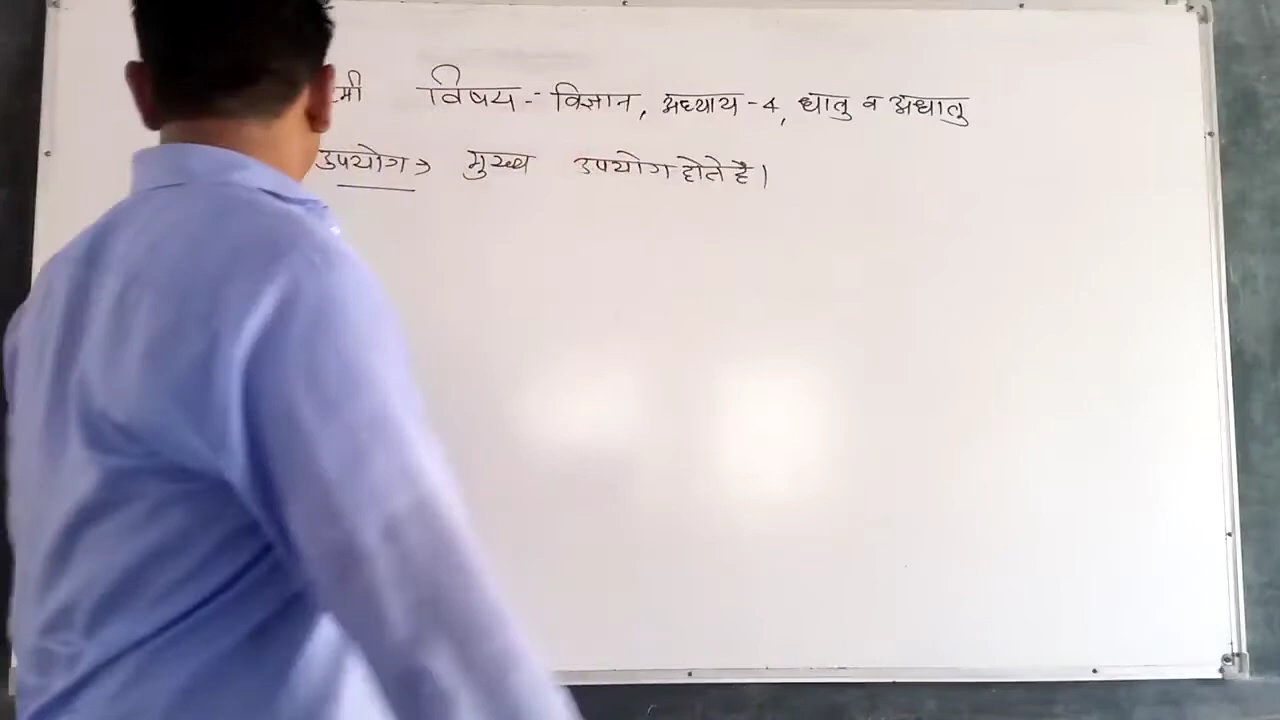 मी विषय :- विज्ञान, अध्याय - 4, धातु व अधातु
उपयोग → मुख्य उपयोग होते है।